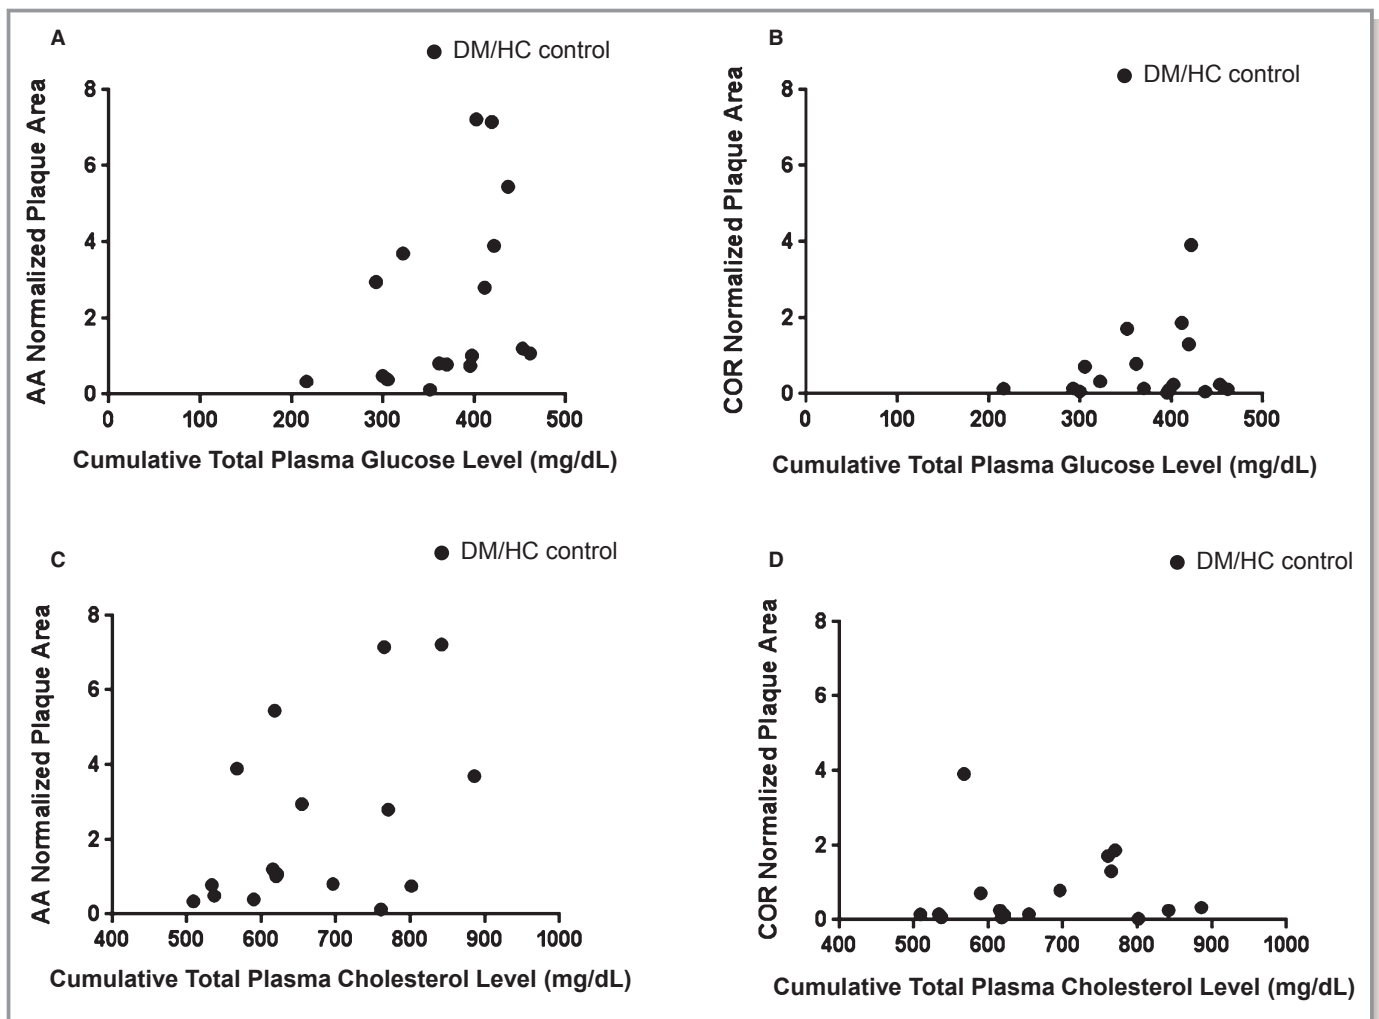 A
DM/HC control
AA Normalized Plaque Area
8
6
4
2
0
0 100 200 300 400 500
Cumulative Total Plasma Glucose Level (mg/dL)
B
DM/HC control
COR Normalized Plaque Area
8
6
4
2
0
0 100 200 300 400 500
Cumulative Total Plasma Glucose Level (mg/dL)
C
DM/HC control
AA Normalized Plaque Area
8
6
4
2
0
400 500 600 700 800 900 1000
Cumulative Total Plasma Cholesterol Level (mg/dL)
D
DM/HC control
COR Normalized Plaque Area
8
6
4
2
0
400 500 600 700 800 900 1000
Cumulative Total Plasma Cholesterol Level (mg/dL)